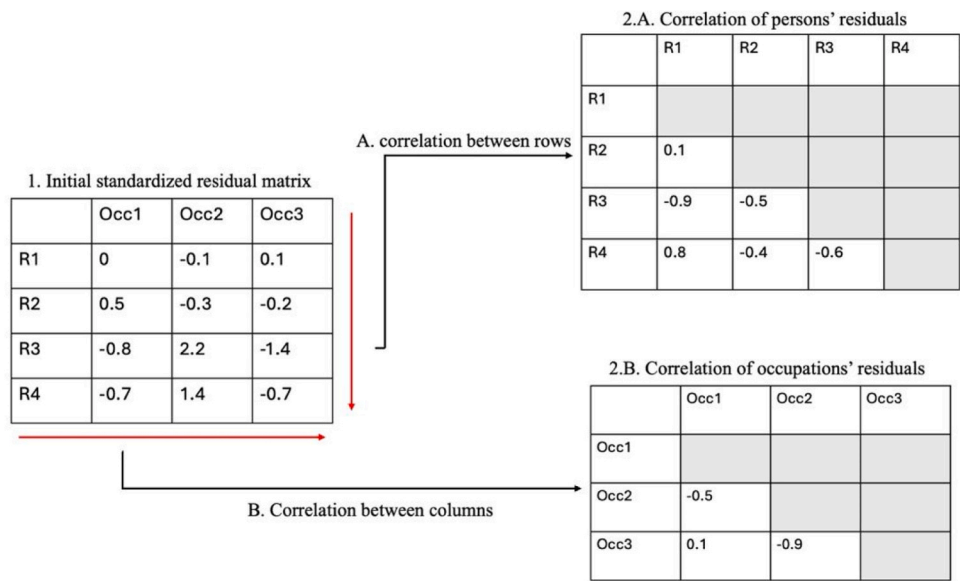 2.A. Correlation of persons’ residuals
R1 R2 R3 R4
R1
R2 0.1
R3 -0.9 -0.5
R4 0.8 -0.4 -0.6
A. correlation between rows
1. Initial standardized residual matrix
Occ1 Occ2 Occ3
R1 0 -0.1 0.1
R2 0.5 -0.3 -0.2
R3 -0.8 2.2 -1.4
R4 -0.7 1.4 -0.7
B. Correlation between columns
2.B. Correlation of occupations’ residuals
Occ1 Occ2 Occ3
Occ1
Occ2 -0.5
Occ3 0.1 -0.9